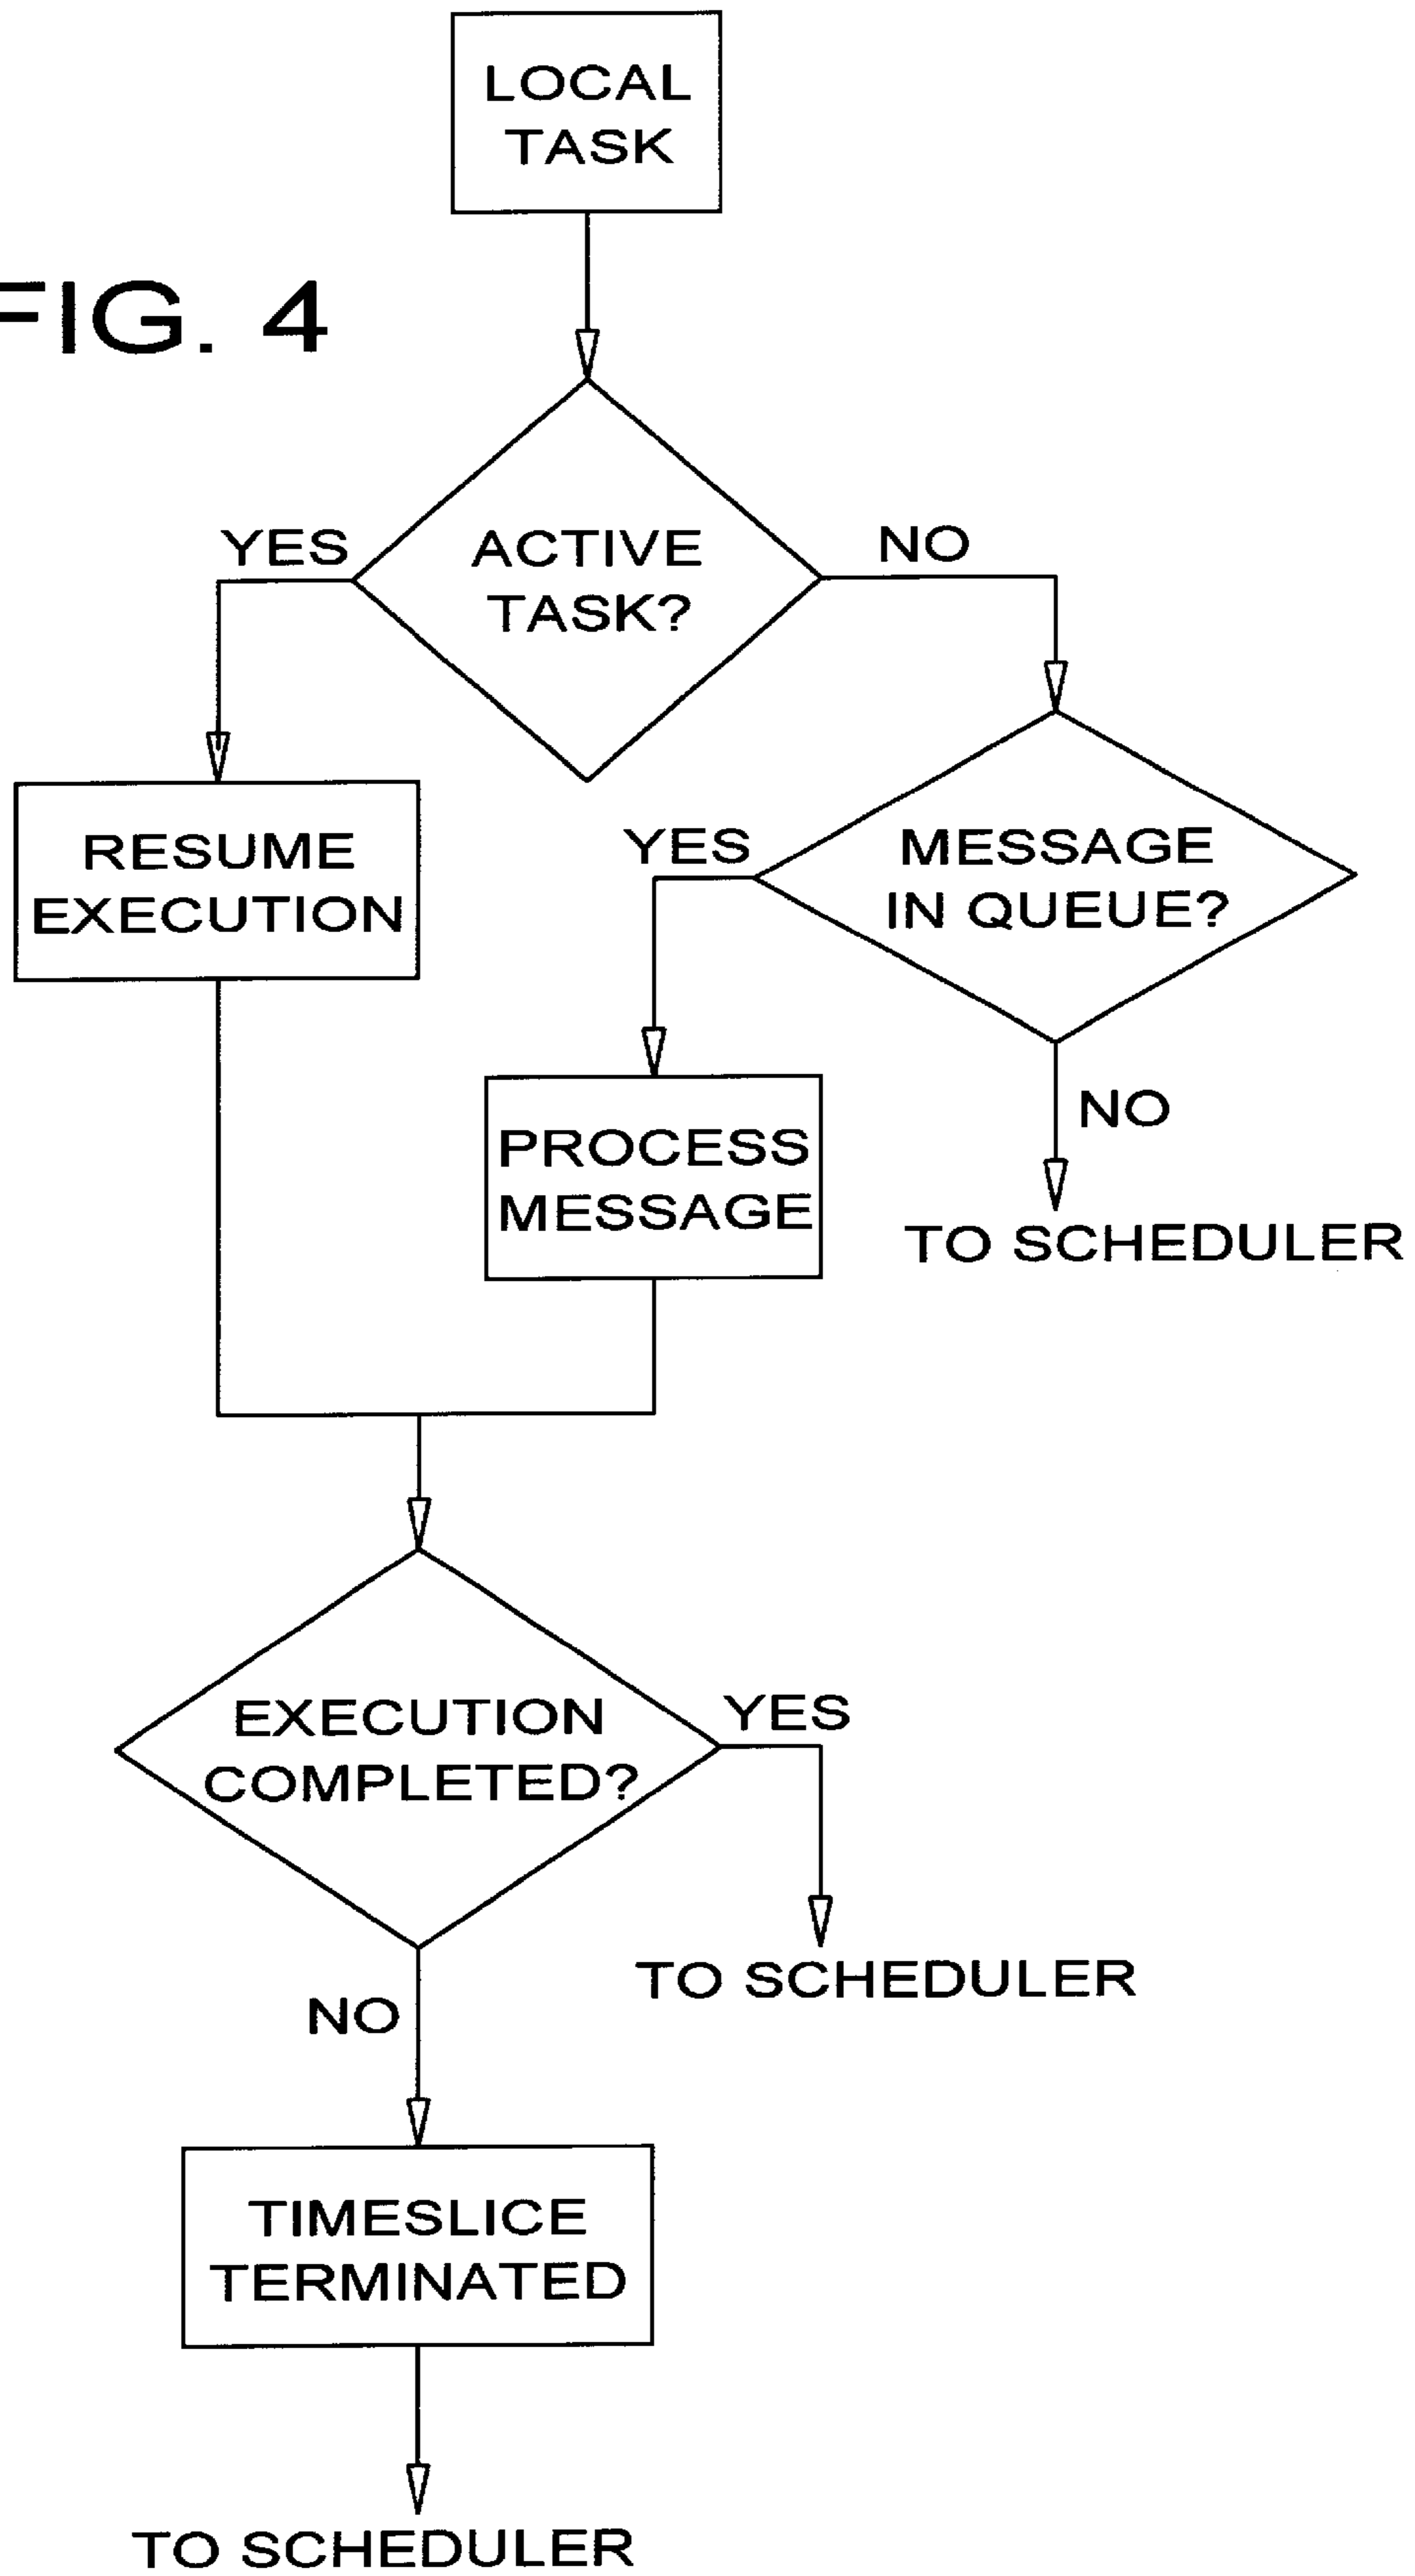 LOCAL
TASK
FIG. 4
YES
ACTIVE
TASK?
NO
RESUME
EXECUTION
YES
MESSAGE
IN QUEUE?
NO
PROCESS
MESSAGE
TO SCHEDULER
EXECUTION
COMPLETED?
YES
TO SCHEDULER
NO
TIMESLICE
TERMINATED
TO SCHEDULER